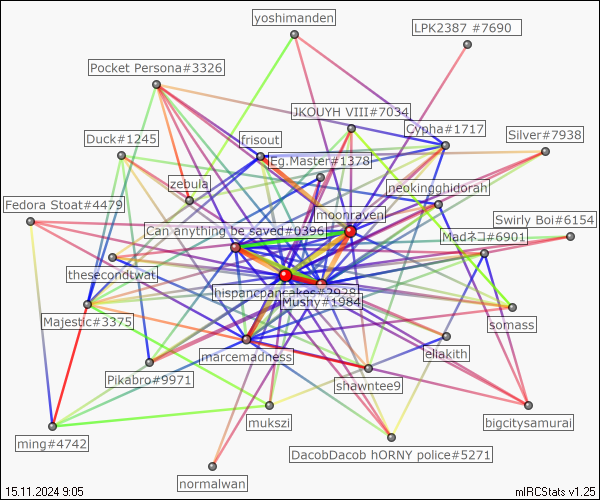 yoshimanden
LPK2387 #7690
Pocket Persona#3326
JKOUYH VIII#7034
Cypha#1717
Duck#1245
frisout
Silver#7938
Eg.Master#1378
zebula
neokingghidorah
Fedora Stoat#4479
moonraven
Swirly Boi#6154
Can anything be saved#0396
Madネコ#6901
thesecondtwat
hispancpancakes#2928
Mushy#1984
somass
Majestic#3375
marcemadness
eliakith
Pikabro#9971
shawntee9
mukszi
bigcitysamurai
ming#4742
DacobDacob hORNY police#5271
normalwan
15.11.2024 9:05
mIRCStats v1.25